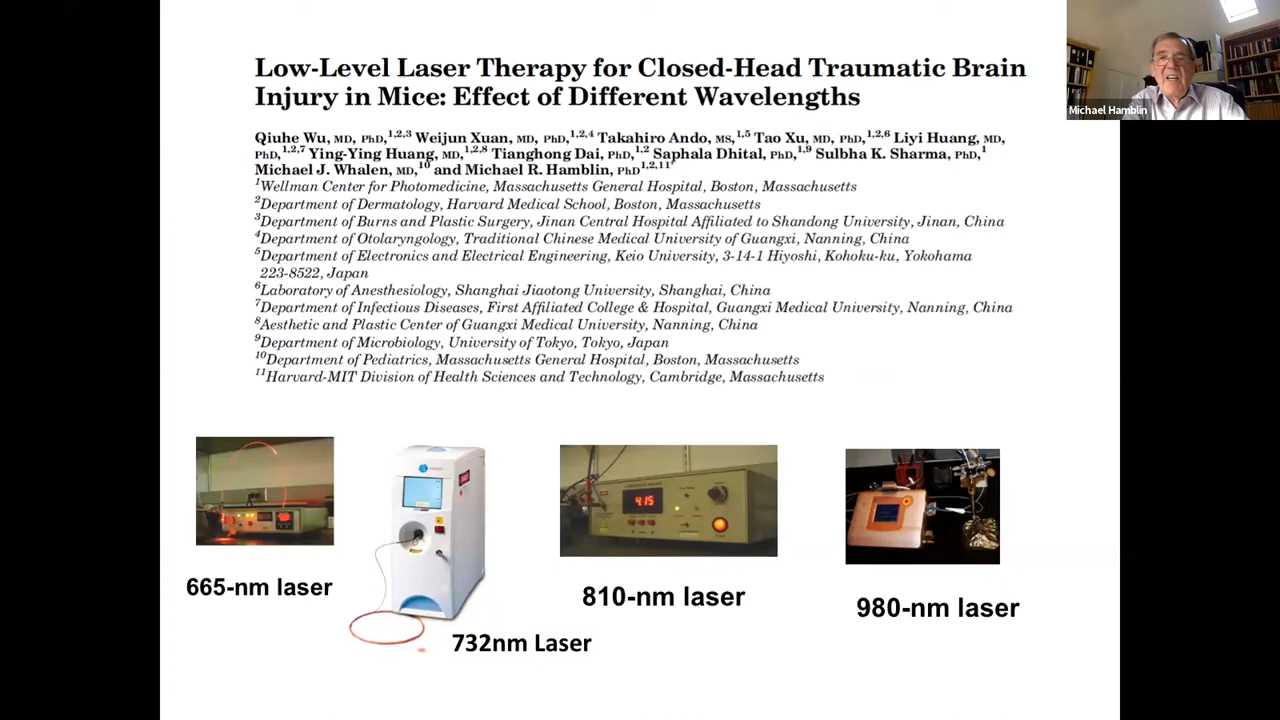 Low-Level Laser Therapy for Closed-Head Traumatic Brain
Injury in Mice: Effect of Different Wavelengths
Michael Hamblin
Qiuhe Wu, MD, PhD,1,2,3 Weijun Xuan, MD, PhD,1,2,4 Takahiro Ando, MS,1,5 Tao Xu, MD, PhD,1,2,6 Liyi Huang, MD,
PhD,1,2,7 Ying-Ying Huang, MD,1,2,8 Tianghong Dai, PhD,1,2 Saphala Dhital, PhD,1,9 Sulbha K. Sharma, PhD,1
Michael J. Whalen, MD,10 and Michael R. Hamblin, PhD1,2,11*
1Wellman Center for Photomedicine, Massachusetts General Hospital, Boston, Massachusetts
2Department of Dermatology, Harvard Medical School, Boston, Massachusetts
3Department of Burns and Plastic Surgery, Jinan Central Hospital Affiliated to Shandong University, Jinan, China
4Department of Otolaryngology, Traditional Chinese Medical University of Guangxi, Nanning, China
5Department of Electronics and Electrical Engineering, Keio University, 3-14-1 Hiyoshi, Kohoku-ku, Yokohama
223-8522, Japan
6Laboratory of Anesthesiology, Shanghai Jiaotong University, Shanghai, China
7Department of Infectious Diseases, First Affiliated College & Hospital, Guangxi Medical University, Nanning, China
8Aesthetic and Plastic Center of Guangxi Medical University, Nanning, China
9Department of Microbiology, University of Tokyo, Tokyo, Japan
10Department of Pediatrics, Massachusetts General Hospital, Boston, Massachusetts
11Harvard-MIT Division of Health Sciences and Technology, Cambridge, Massachusetts
4.15
665-nm laser
732nm Laser
810-nm laser
980-nm laser